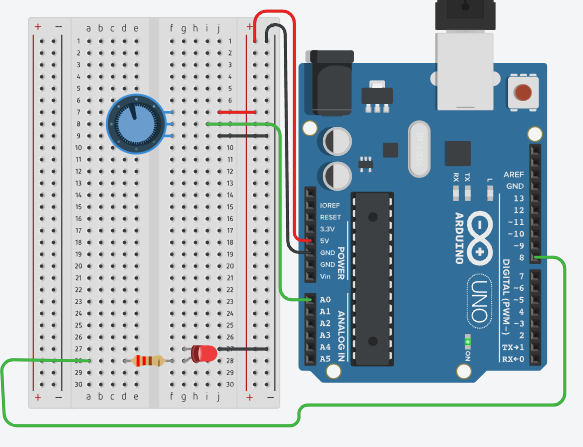 + − a b c d e f g h i j + −
1 1
2 2
3 3
4 4
5 5
6 6
7 7
8 8
9
10 10
11 11
12 12
13 13
14 14
15 15
16 16
17 17
18 18
19 19
20 20
21 21
22 22
23 23
24 24
25 25
26 26
27 27
28
29 29
30 30
+ − a b c d e f g h i j + −
IOREF
RESET
3.3V
5V
GND
GND
Vin
POWER
A0
A1
A2
A3
A4
A5
ANALOG IN
RX
TX
L
ARDUINO
UNO
ON
AREF
GND
13
12
~11
~10
~9
8
7
~6
~5
~4
~3
2
TX→1
RX←0
DIGITAL (PWM~)